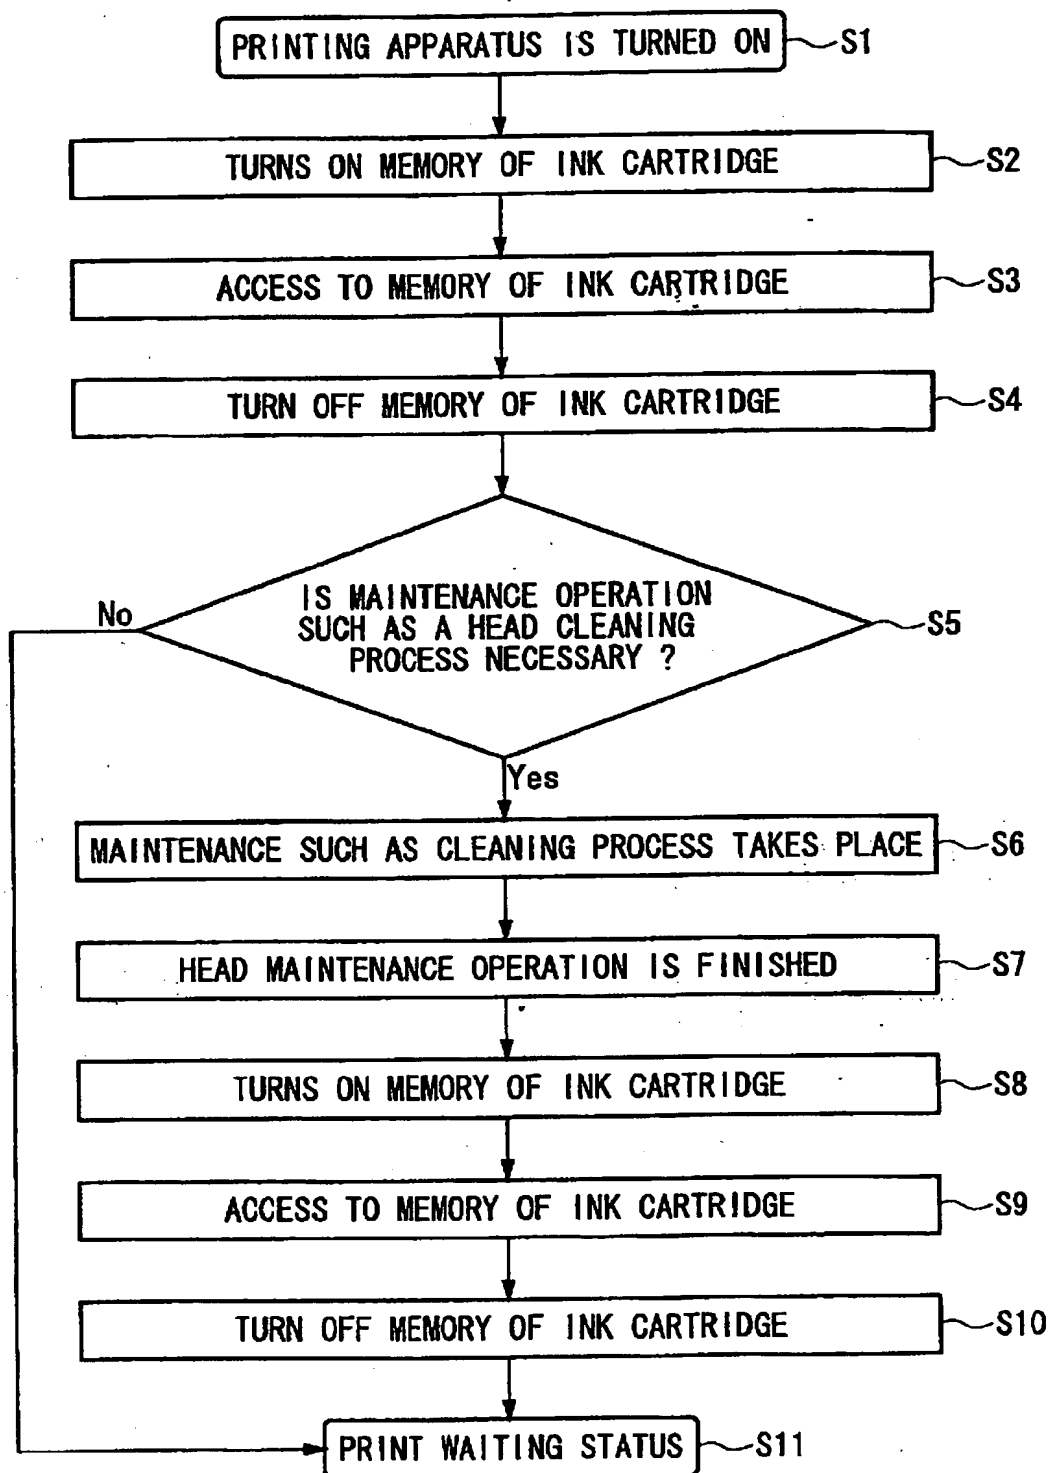 PRINTING APPARATUS IS TURNED ON S1
TURNS ON MEMORY OF INK CARTRIDGE S2
ACCESS TO MEMORY OF INK CARTRIDGE S3
TURN OFF MEMORY OF INK CARTRIDGE S4
IS MAINTENANCE OPERATION
SUCH AS A HEAD CLEANING
PROCESS NECESSARY ?
S5
No
Yes
MAINTENANCE SUCH AS CLEANING PROCESS TAKES PLACE S6
HEAD MAINTENANCE OPERATION IS FINISHED S7
TURNS ON MEMORY OF INK CARTRIDGE S8
ACCESS TO MEMORY OF INK CARTRIDGE S9
TURN OFF MEMORY OF INK CARTRIDGE S10
PRINT WAITING STATUS S11